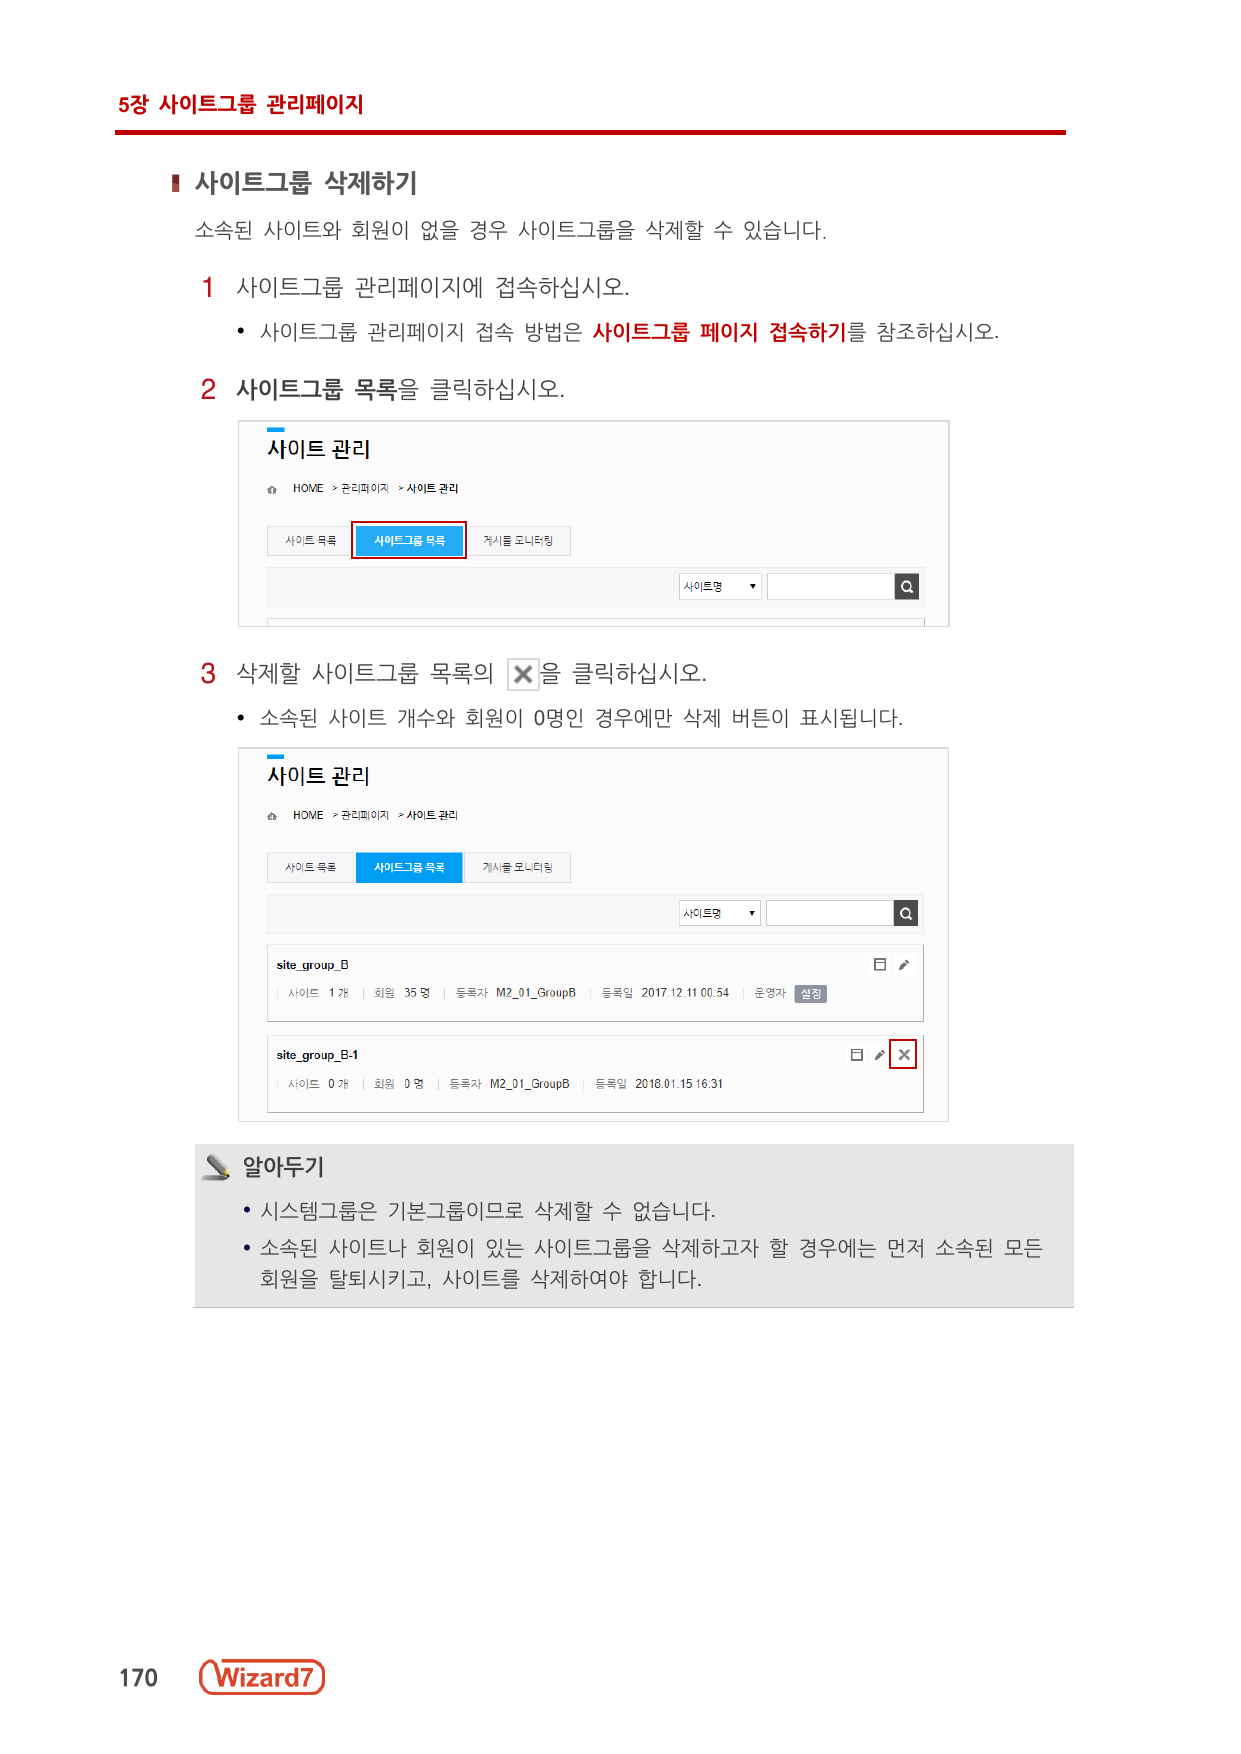 5장 사이트그룹 관리페이지
사이트그룹 삭제하기
소속된 사이트와 회원이 없을 경우 사이트그룹을 삭제할 수 있습니다.
1 사이트그룹 관리페이지에 접속하십시오.
• 사이트그룹 관리페이지 접속 방법은 사이트그룹 페이지 접속하기를 참조하십시오.
2 사이트그룹 목록을 클릭하십시오.
사이트 관리
HOME > 관리페이지 > 사이트 관리
사이트 목록 사이트그룹 목록 게시물 모니터링
사이트명
3 삭제할 사이트그룹 목록의 을 클릭하십시오.
• 소속된 사이트 개수와 회원이 0명인 경우에만 삭제 버튼이 표시됩니다.
사이트 관리
HOME > 관리페이지 > 사이트 관리
사이트 목록 사이트그룹 목록 게시물 모니터링
사이트명
site_group_B
사이트 1 개 | 회원 35 명 | 등록자 M2_01_GroupB | 등록일 2017.12.11 00:54 | 운영자 설정
site_group_B-1
사이트 0 개 | 회원 0 명 | 등록자 M2_01_GroupB | 등록일 2018.01.15 16:31
알아두기
• 시스템그룹은 기본그룹이므로 삭제할 수 없습니다.
• 소속된 사이트나 회원이 있는 사이트그룹을 삭제하고자 할 경우에는 먼저 소속된 모든
회원을 탈퇴시키고, 사이트를 삭제하여야 합니다.
170 Wizard7